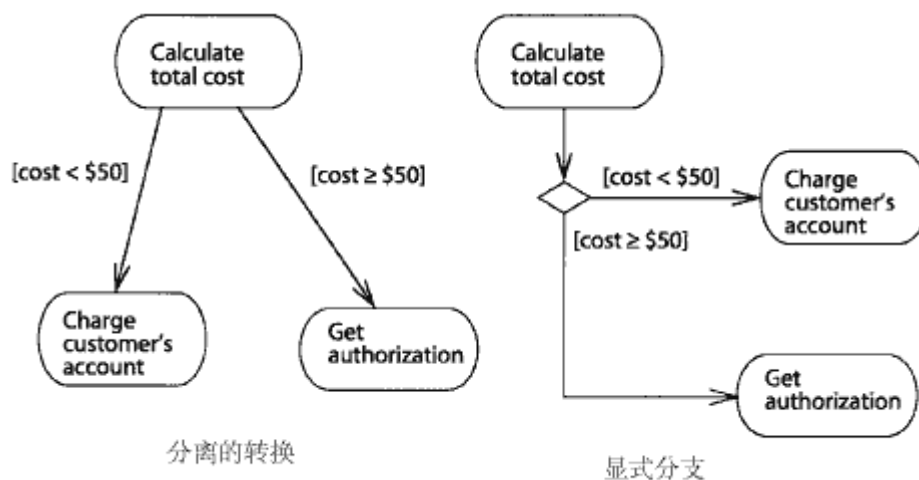 Calculate
total cost
[cost < $50]
[cost ≥ $50]
Charge
customer's
account
Get
authorization
分离的转换
Calculate
total cost
[cost < $50]
Charge
customer's
account
[cost ≥ $50]
Get
authorization
显式分支